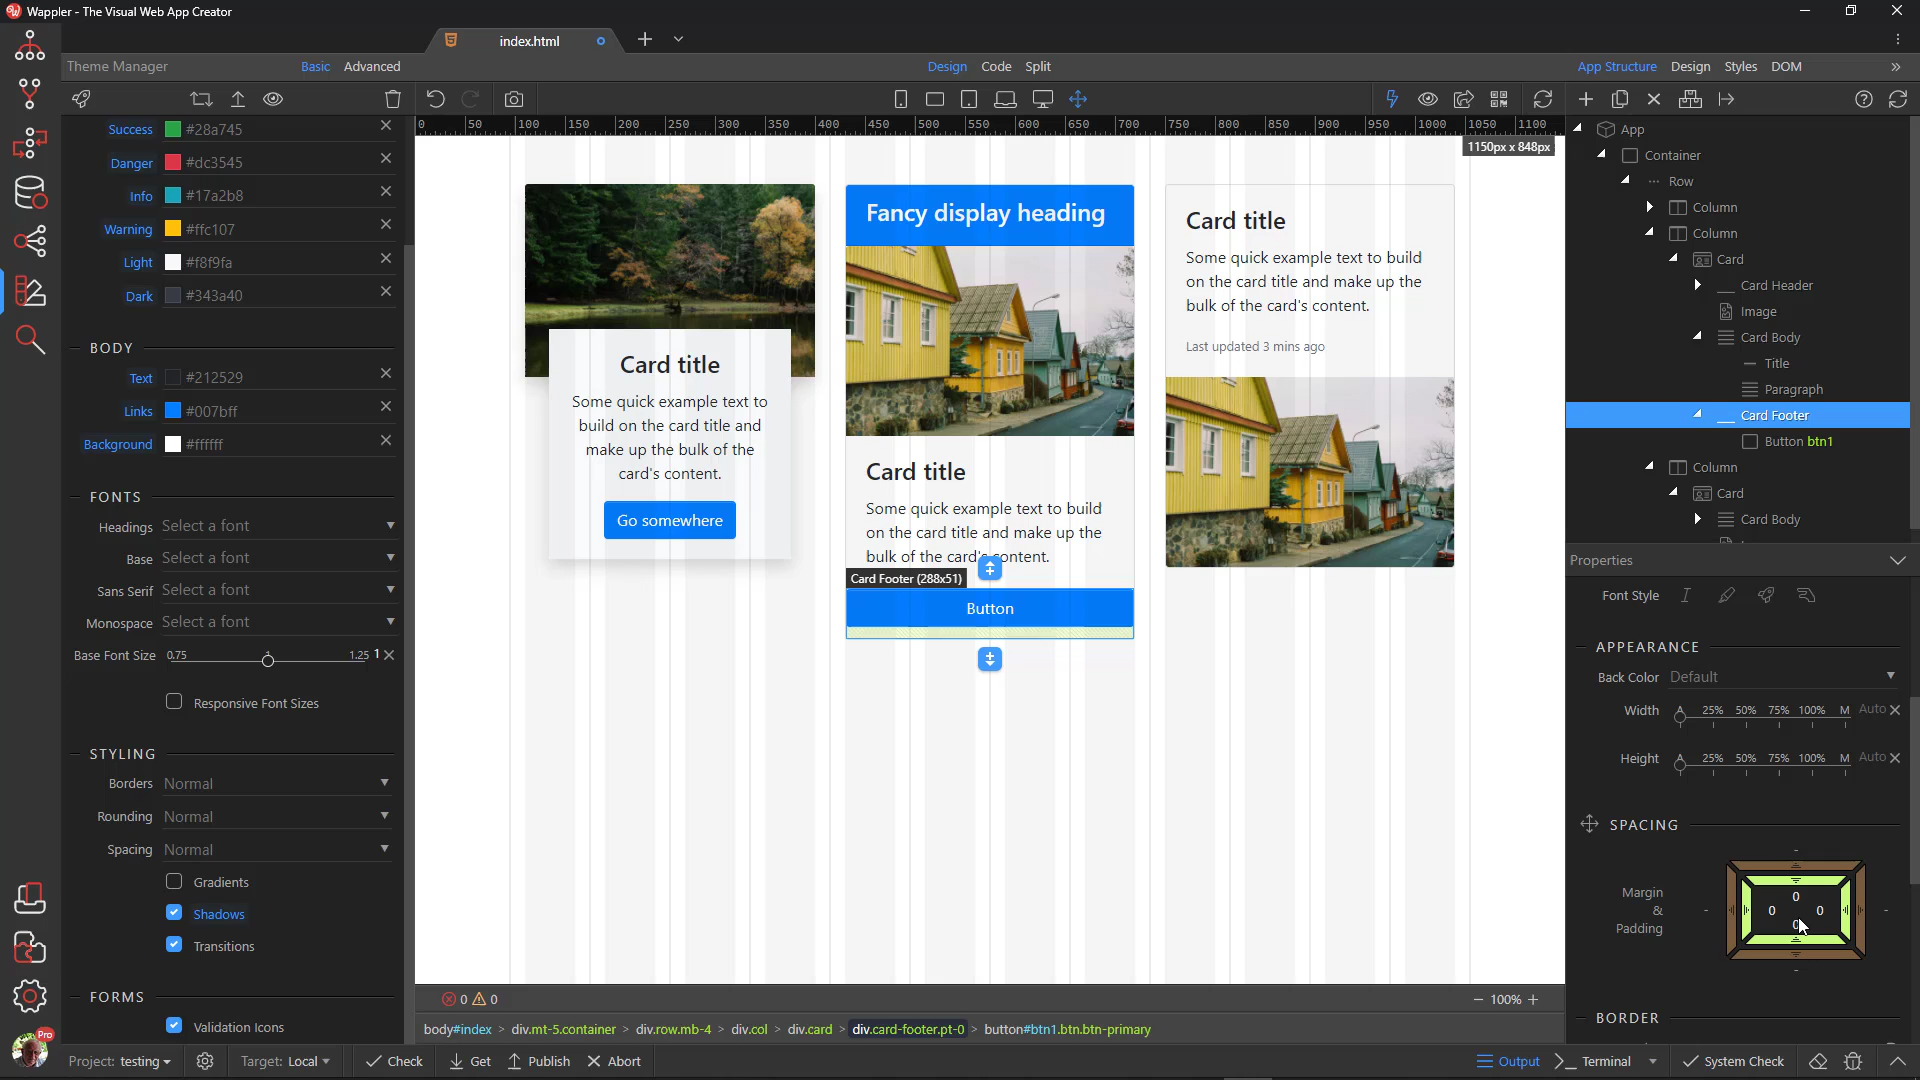 Wappler - The Visual Web App Creator
index.html
Theme Manager
Basic
Advanced
Design
Code
Split
App Structure
Design
Styles
DOM
»
0 50 100 150 200 250 300 350 400 450 500 550 600 650 700 750 800 850 900 950 1000 1050 1100
1150px x 848px
Success #28a745
Danger #dc3545
Info #17a2b8
Warning #ffc107
Light #f8f9fa
Dark #343a40
BODY
Text #212529
Links #007bff
Background #ffffff
FONTS
Headings Select a font
Base Select a font
Sans Serif Select a font
Monospace Select a font
Base Font Size 0.75 1 1.25 1
Responsive Font Sizes
STYLING
Borders Normal
Rounding Normal
Spacing Normal
Gradients
Shadows
Transitions
FORMS
Validation Icons
Card title
Some quick example text to
build on the card title and
make up the bulk of the
card's content.
Go somewhere
Fancy display heading
Card title
Some quick example text to build
on the card title and make up the
bulk of the card's content.
Card Footer (288x51)
Button
Card title
Some quick example text to build
on the card title and make up the
bulk of the card's content.
Last updated 3 mins ago
App
Container
Row
Column
Column
Card
Card Header
Image
Card Body
Title
Paragraph
Card Footer
Button btn1
Column
Card
Card Body
Properties
Font Style
APPEARANCE
Back Color Default
Width A 25% 50% 75% 100% M Auto
Height A 25% 50% 75% 100% M Auto
SPACING
Margin
&
Padding
-
0
- 0 0 -
-
BORDER
0 0
− 100% +
body#index > div.mt-5.container > div.row.mb-4 > div.col > div.card > div.card-footer.pt-0 > button#btn1.btn.btn-primary
Pro
Project: testing
Target: Local
Check
Get
Publish
Abort
Output
Terminal
System Check